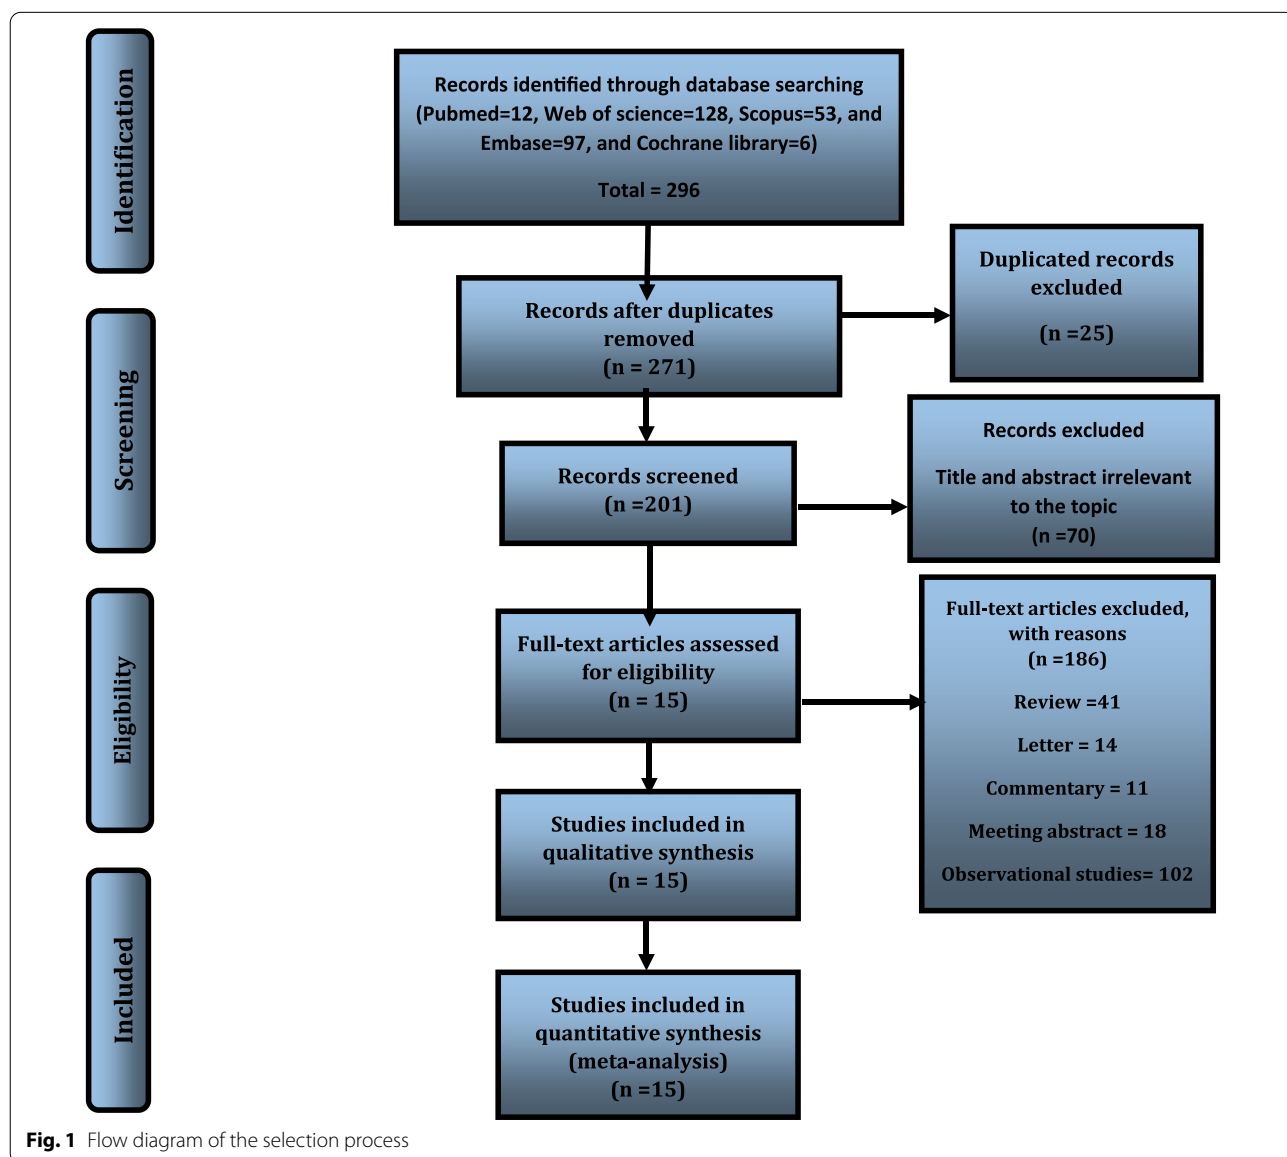 Identification
Records identified through database searching
(Pubmed=12, Web of science=128, Scopus=53, and
Embase=97, and Cochrane library=6)
Total = 296
Duplicated records
excluded
(n =25)
Screening
Records after duplicates
removed
(n = 271)
Records screened
(n =201)
Records excluded
Title and abstract irrelevant
to the topic
(n =70)
Eligibility
Full-text articles assessed
for eligibility
(n = 15)
Full-text articles excluded,
with reasons
(n =186)
Review =41
Letter = 14
Commentary = 11
Meeting abstract = 18
Observational studies= 102
Studies included in
qualitative synthesis
(n = 15)
Included
Studies included in
quantitative synthesis
(meta-analysis)
(n =15)
Fig. 1 Flow diagram of the selection process